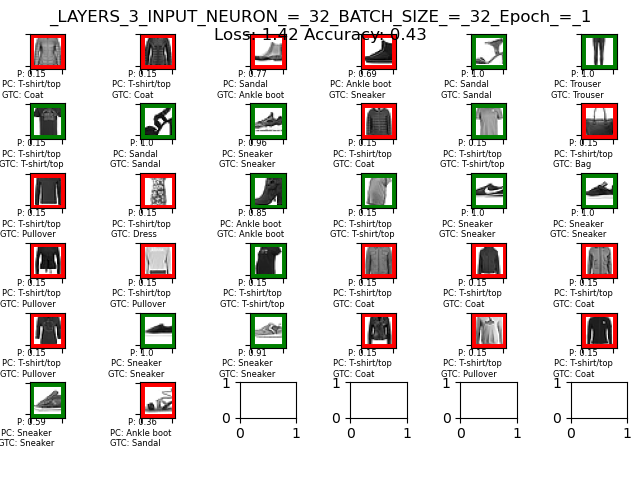 _LAYERS_3_INPUT_NEURON_=_32_BATCH_SIZE_=_32_Epoch_=_1
Loss: 1.42 Accuracy: 0.43
P: 0.15
PC: T-shirt/top
GTC: Coat
P: 0.15
PC: T-shirt/top
GTC: Coat
P: 0.77
PC: Sandal
GTC: Ankle boot
P: 0.69
PC: Ankle boot
GTC: Sneaker
P: 1.0
PC: Sandal
GTC: Sandal
P: 1.0
PC: Trouser
GTC: Trouser
P: 0.15
PC: T-shirt/top
GTC: T-shirt/top
P: 1.0
PC: Sandal
GTC: Sandal
P: 0.96
PC: Sneaker
GTC: Sneaker
P: 0.15
PC: T-shirt/top
GTC: Coat
P: 0.15
PC: T-shirt/top
GTC: T-shirt/top
P: 0.15
PC: T-shirt/top
GTC: Bag
P: 0.15
PC: T-shirt/top
GTC: Pullover
P: 0.15
PC: T-shirt/top
GTC: Dress
P: 0.85
PC: Ankle boot
GTC: Ankle boot
P: 0.15
PC: T-shirt/top
GTC: T-shirt/top
P: 1.0
PC: Sneaker
GTC: Sneaker
P: 1.0
PC: Sneaker
GTC: Sneaker
P: 0.15
PC: T-shirt/top
GTC: Pullover
P: 0.15
PC: T-shirt/top
GTC: Pullover
P: 0.15
PC: T-shirt/top
GTC: T-shirt/top
P: 0.15
PC: T-shirt/top
GTC: Coat
P: 0.15
PC: T-shirt/top
GTC: Coat
P: 0.15
PC: T-shirt/top
GTC: Coat
P: 0.15
PC: T-shirt/top
GTC: Pullover
P: 1.0
PC: Sneaker
GTC: Sneaker
P: 0.91
PC: Sneaker
GTC: Sneaker
P: 0.15
PC: T-shirt/top
GTC: Coat
P: 0.15
PC: T-shirt/top
GTC: Pullover
P: 0.15
PC: T-shirt/top
GTC: Coat
P: 0.59
PC: Sneaker
GTC: Sneaker
P: 0.36
PC: Ankle boot
GTC: Sandal
1
0
0 1
1
0
0 1
1
0
0 1
1
0
0 1